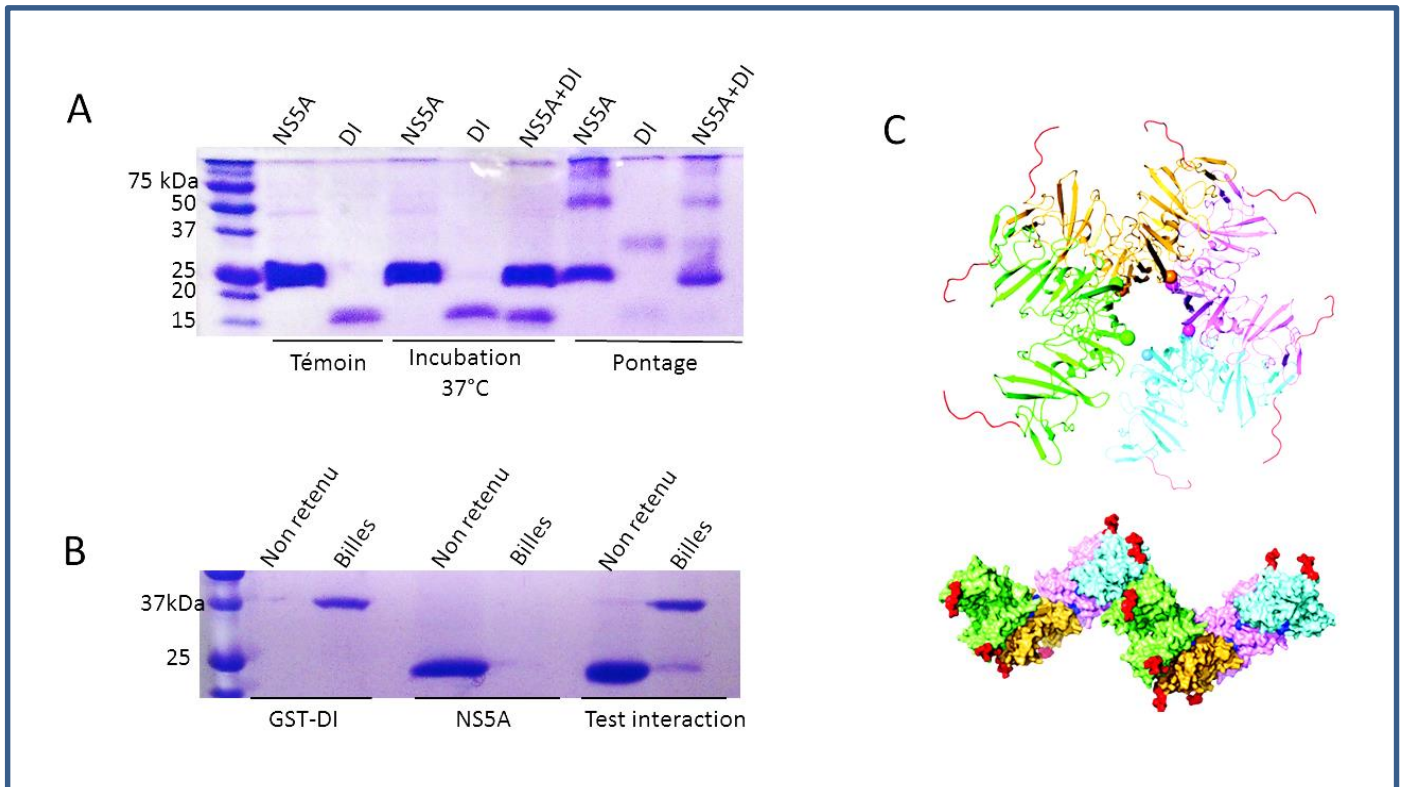 A
NS5A DI NS5A DI NS5A+DI NS5A DI NS5A+DI
75 kDa
50
37
25
20
15
Témoin Incubation Pontage
37°C
B
Non retenu Billes Non retenu Billes Non retenu Billes
37kDa
25
GST-DI NS5A Test interaction
C